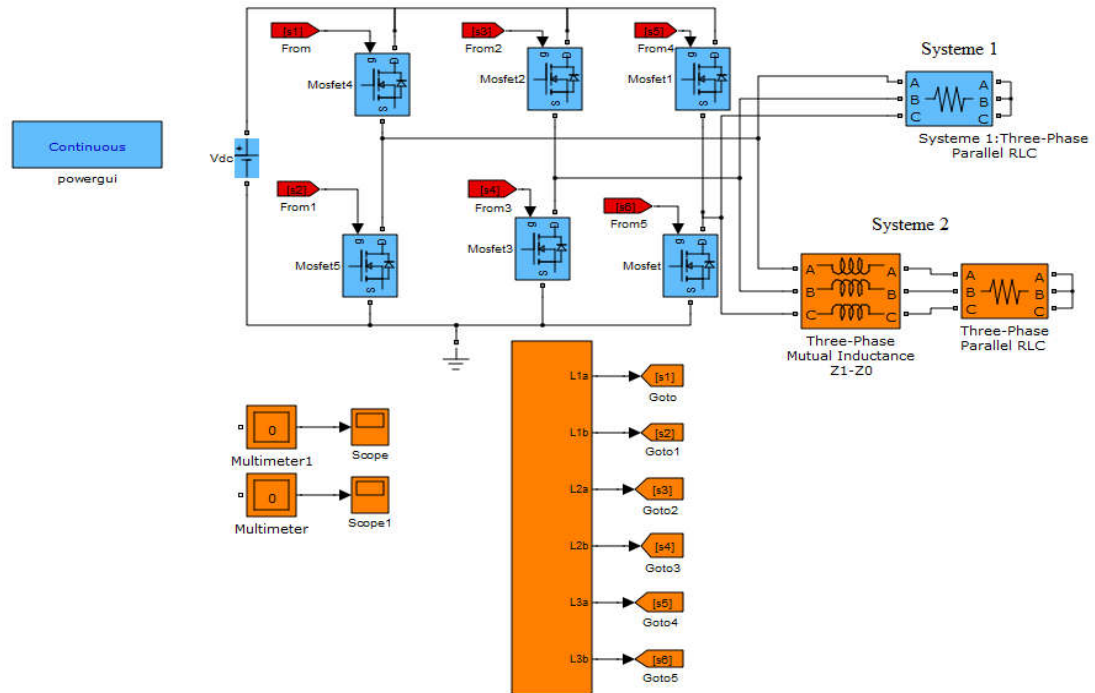 [s1]
From
[s3]
From2
[s5]
From4
g
D
S
Mosfet4
g
D
S
Mosfet2
g
D
S
Mosfet1
Systeme 1
A
B
C
A
B
C
Systeme 1:Three-Phase
Parallel RLC
Continuous
powergui
+
Vdc
[s2]
From1
[s4]
From3
[s6]
From5
g
D
S
Mosfet5
g
D
S
Mosfet3
g
D
S
Mosfet
Systeme 2
A
B
C
A
B
C
Three-Phase
Mutual Inductance
Z1-Z0
A
B
C
A
B
C
Three-Phase
Parallel RLC
L1a
[s1]
Goto
L1b
[s2]
Goto1
L2a
[s3]
Goto2
L2b
[s4]
Goto3
L3a
[s5]
Goto4
L3b
[s6]
Goto5
0
Multimeter1
Scope
0
Multimeter
Scope1